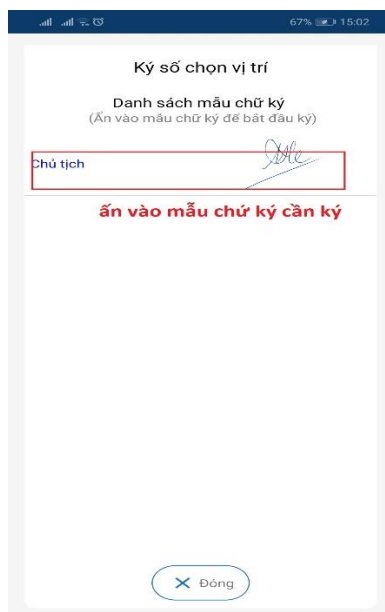 67% 15:02
Ký số chọn vị trí
Danh sách mẫu chữ ký
(Ấn vào mẫu chữ ký để bắt đầu ký)
Chủ tịch
ấn vào mẫu chứ ký cần ký
Đóng